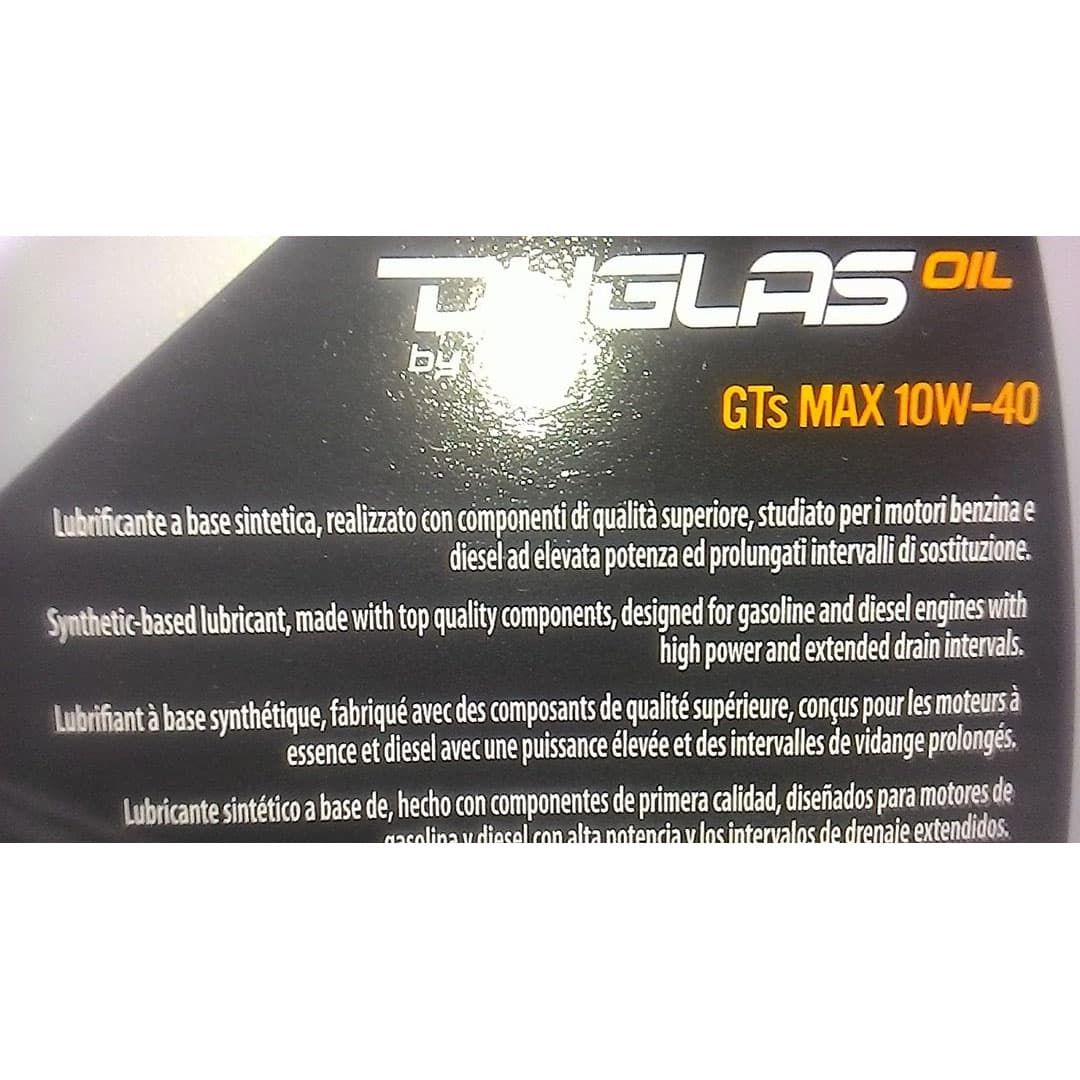 DUGLAS OIL
by
GTs MAX 10W-40
Lubrificante a base sintetica, realizzato con componenti di qualità superiore, studiato per i motori benzina e
diesel ad elevata potenza ed prolungati intervalli di sostituzione.
Synthetic-based lubricant, made with top quality components, designed for gasoline and diesel engines with
high power and extended drain intervals.
Lubrifiant à base synthétique, fabriqué avec des composants de qualité supérieure, conçus pour les moteurs à
essence et diesel avec une puissance élevée et des intervalles de vidange prolongés.
Lubricante sintético a base de, hecho con componentes de primera calidad, diseñados para motores de
gasolina y diesel con alta potencia y los intervalos de drenaje extendidos.